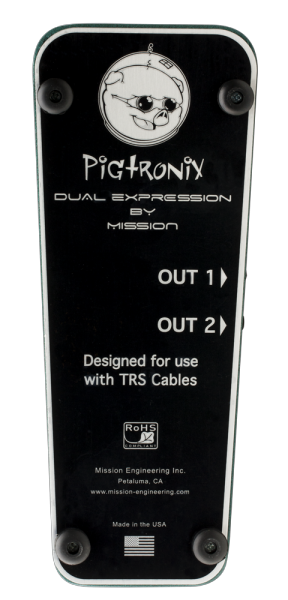 PIGTRONIX
DUAL EXPRESSION
BY
MISSION
OUT 1
OUT 2
Designed for use
with TRS Cables
RoHS
COMPLIANT
Mission Engineering Inc.
Petaluma, CA
www.mission-engineering.com
Made in the USA